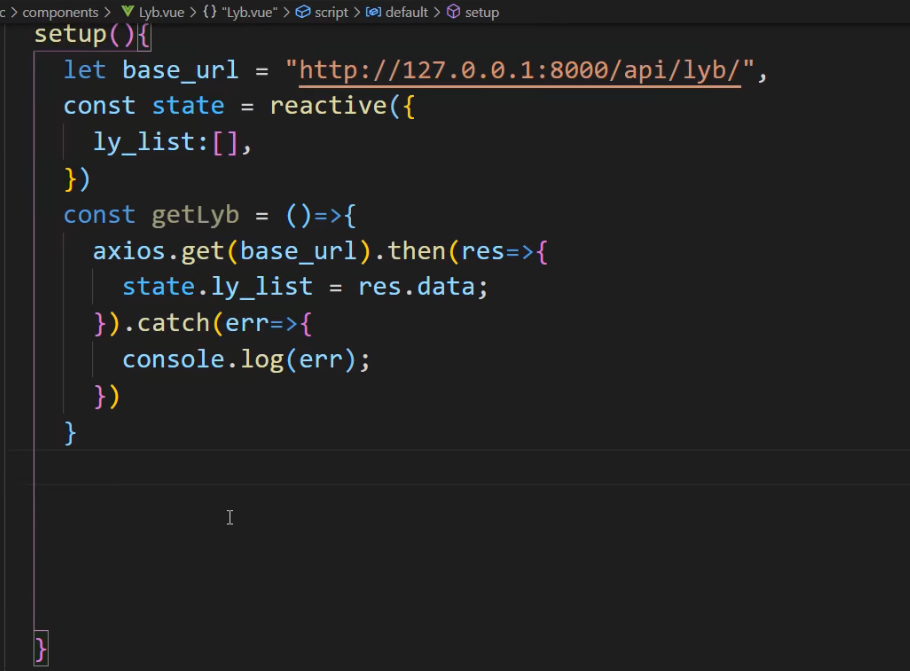 c > components > Lyb.vue > {} "Lyb.vue" > script > default > setup
setup(){
let base_url = "http://127.0.0.1:8000/api/lyb/",
const state = reactive({
ly_list:[],
})
const getLyb = ()=>{
axios.get(base_url).then(res=>{
state.ly_list = res.data;
}).catch(err=>{
console.log(err);
})
}
}